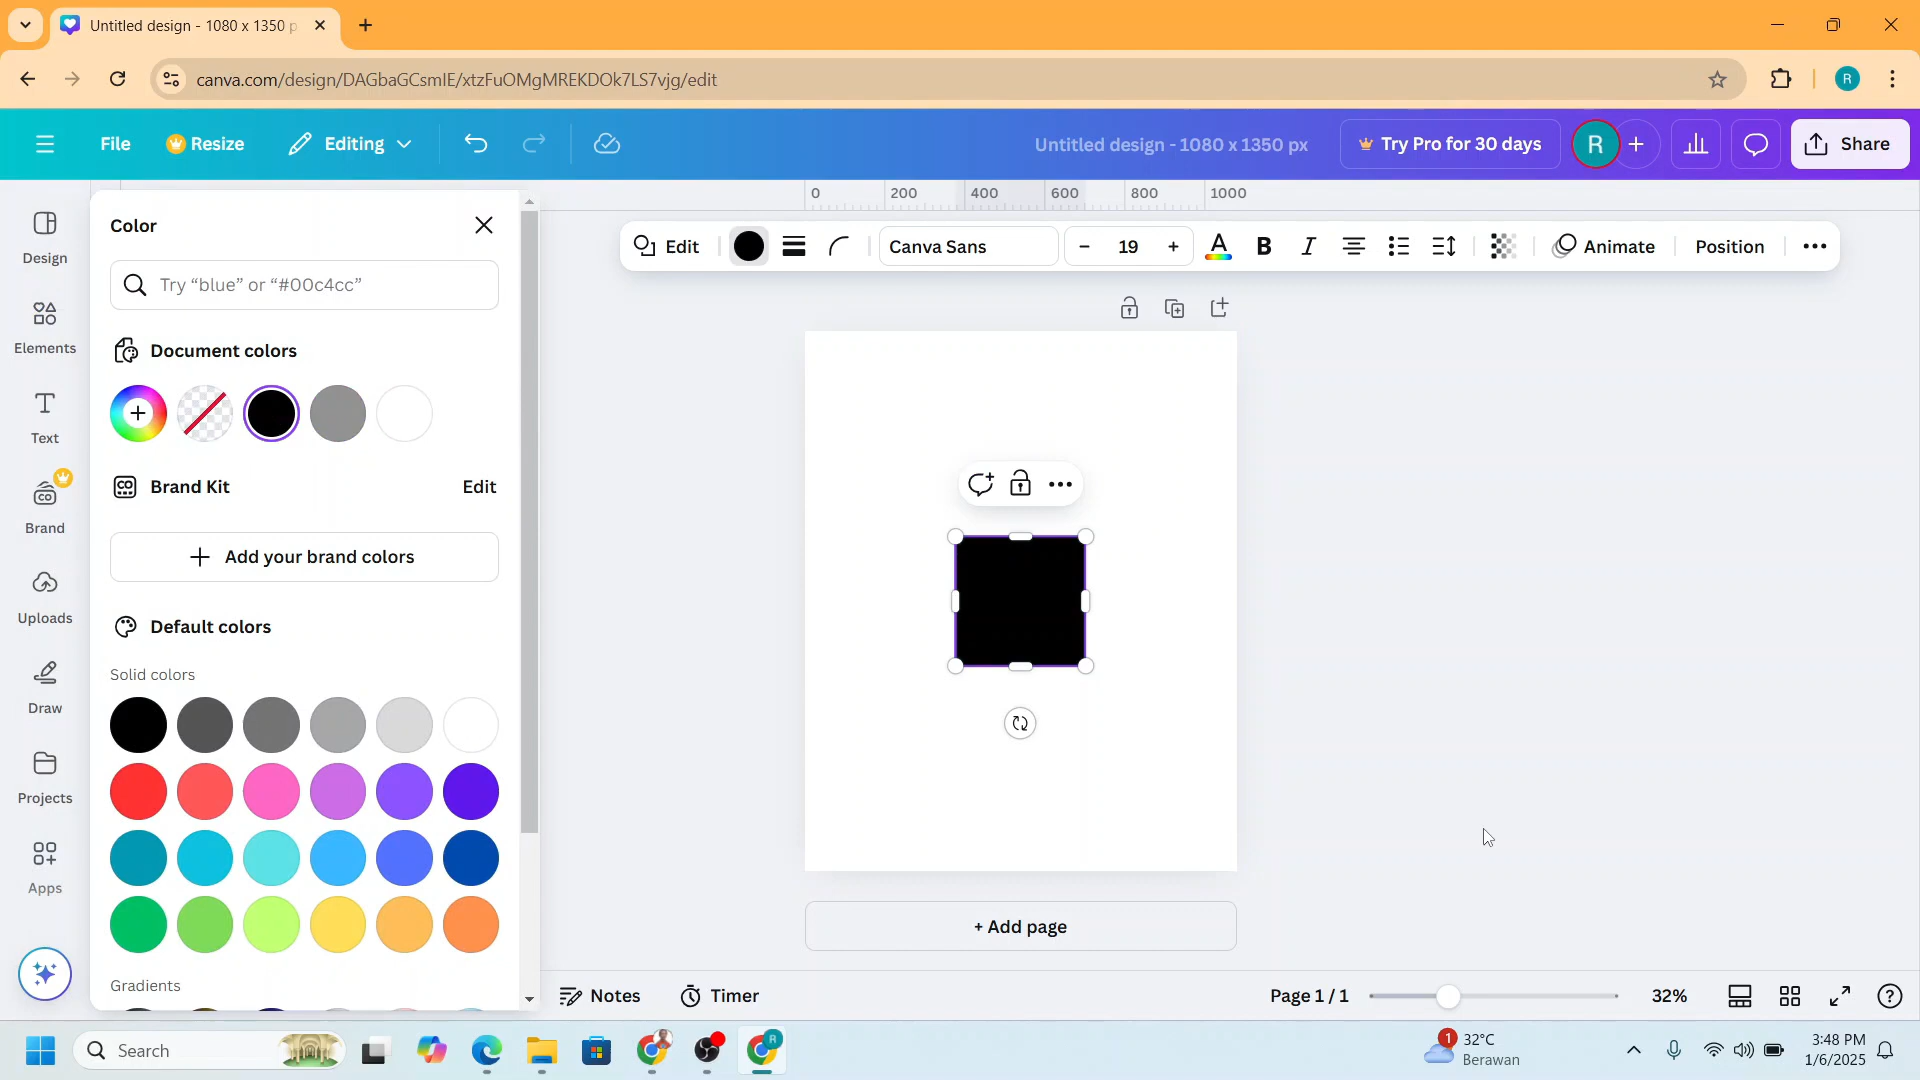 Untitled design - 1080 x 1350 p
canva.com/design/DAGbaGCsmIE/xtzFuOMgMREKDOk7LS7vjg/edit
R
File
Resize
Editing
Untitled design - 1080 x 1350 px
Try Pro for 30 days
R
Share
0
200
400
600
800
1000
Design
Elements
Text
Brand
Uploads
Draw
Projects
Apps
Color
Try “blue” or “#00c4cc”
Document colors
Brand Kit
Edit
Add your brand colors
Default colors
Solid colors
Gradients
Edit
Canva Sans
19
Animate
Position
+ Add page
Notes
Timer
Page 1 / 1
32%
Search
1
32°C
Berawan
3:48 PM
1/6/2025